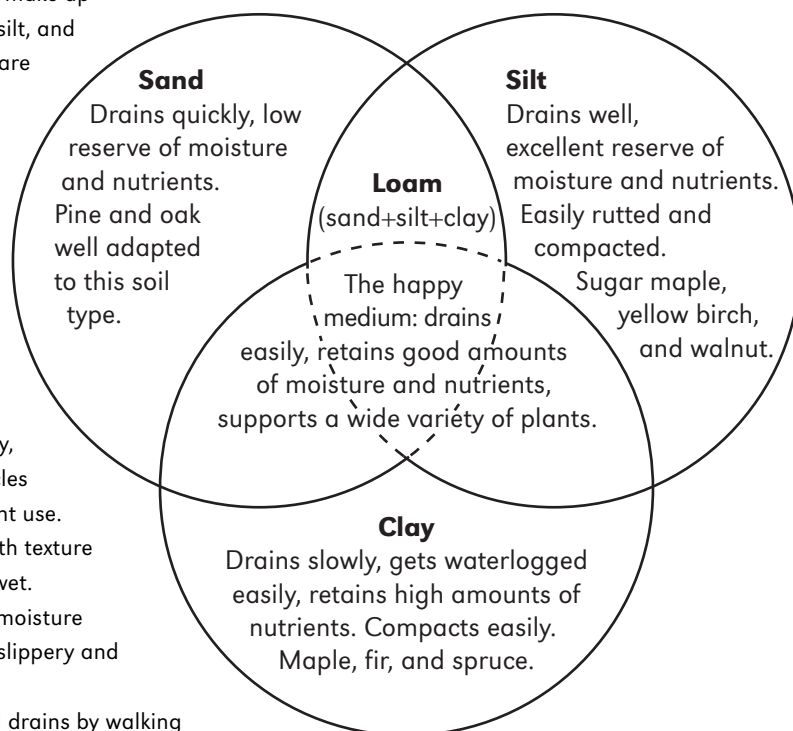 make up
silt, and
are
Sand
Drains quickly, low
reserve of moisture
and nutrients.
Pine and oak
well adapted
to this soil
type.
Silt
Drains well,
excellent reserve of
moisture and nutrients.
Easily rutted and
compacted.
Sugar maple,
yellow birch,
and walnut.
Loam
(sand+silt+clay)
The happy
medium: drains
easily, retains good amounts
of moisture and nutrients,
supports a wide variety of plants.
Clay
Drains slowly, gets waterlogged
easily, retains high amounts of
nutrients. Compacts easily.
Maple, fir, and spruce.
nt use.
th texture
wet.
moisture
slippery and
drains by walking